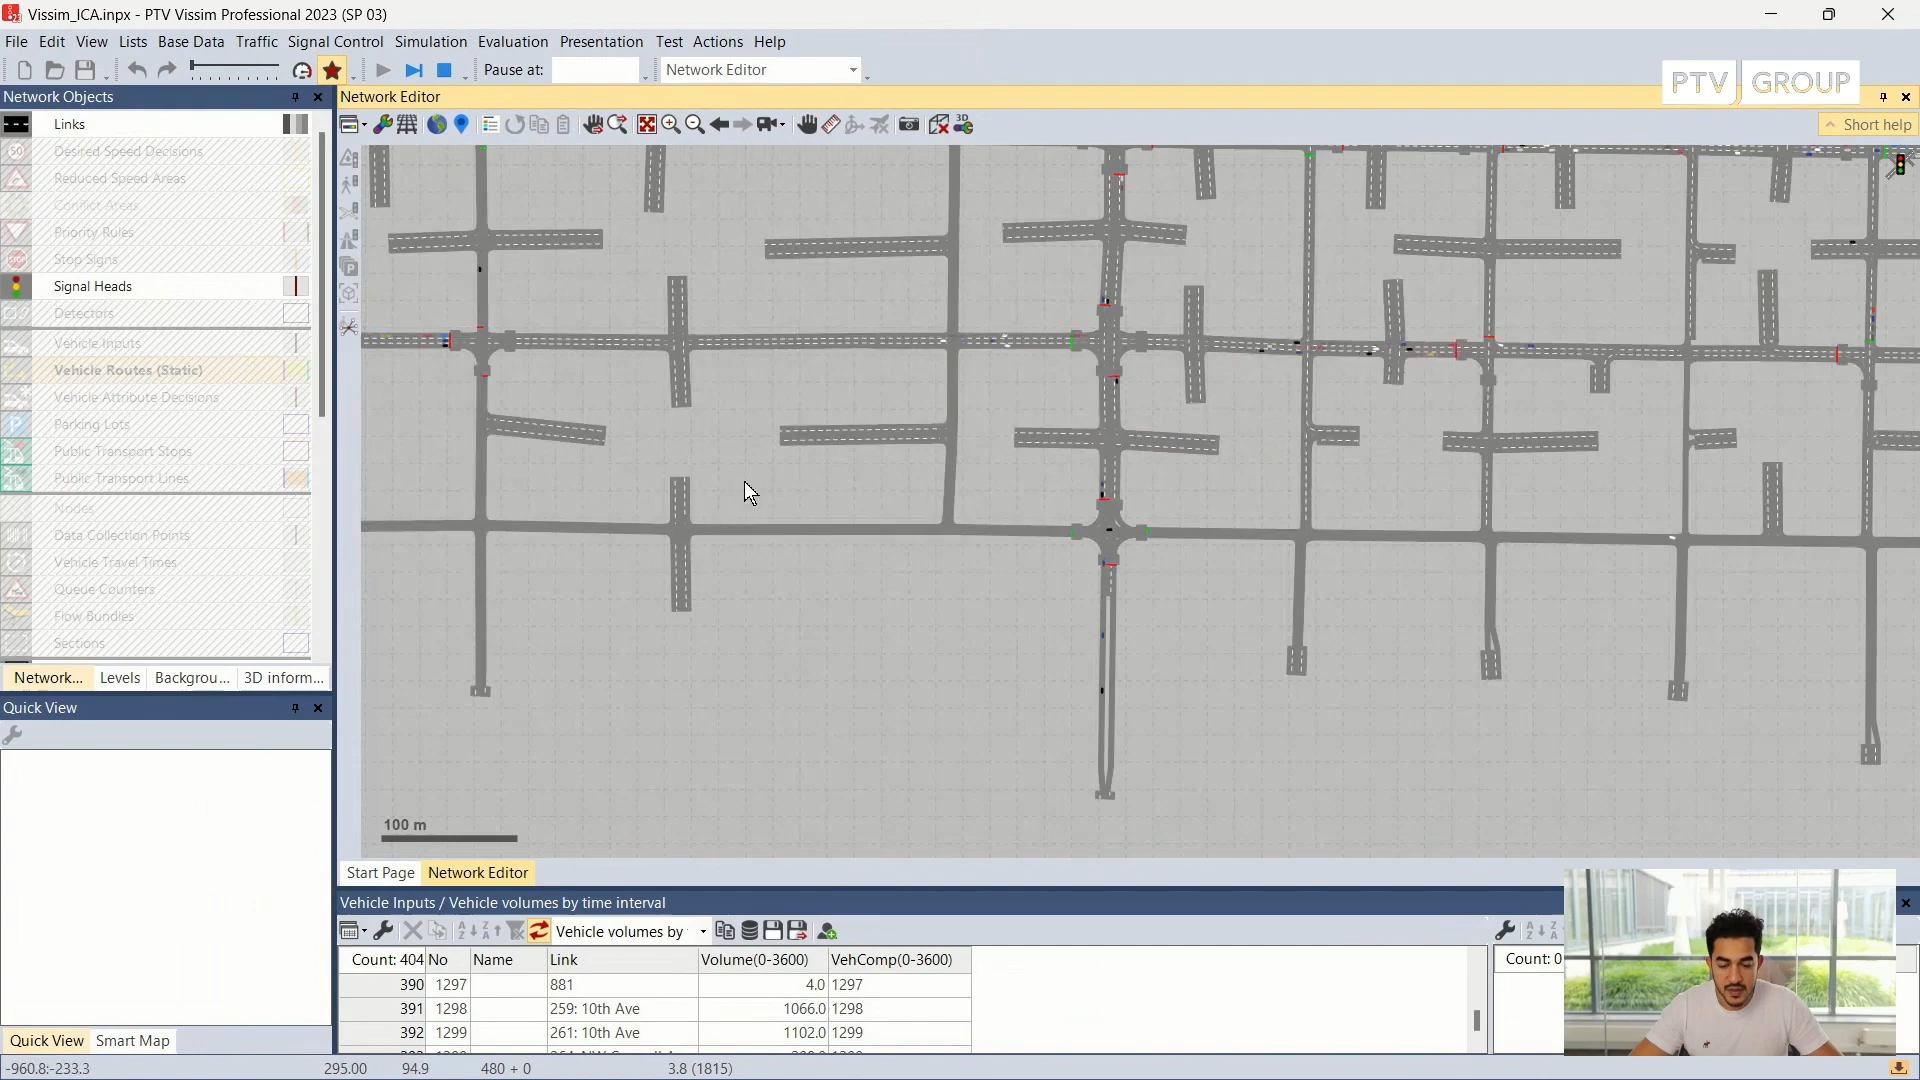 Vissim_ICA.inpx - PTV Vissim Professional 2023 (SP 03)
File Edit View Lists Base Data Traffic Signal Control Simulation Evaluation Presentation Test Actions Help
Pause at: Network Editor
PTV GROUP
Network Objects
Network Editor
Short help
Links
Desired Speed Decisions
Reduced Speed Areas
Conflict Areas
Priority Rules
Stop Signs
Signal Heads
Detectors
Vehicle Inputs
Vehicle Routes (Static)
Vehicle Attribute Decisions
Parking Lots
Public Transport Stops
Public Transport Lines
Nodes
Data Collection Points
Vehicle Travel Times
Queue Counters
Flow Bundles
Sections
Network... Levels Backgrou... 3D inform...
Quick View
100 m
Start Page Network Editor
Vehicle Inputs / Vehicle volumes by time interval
Vehicle volumes by
Count: 404 No Name Link Volume(0-3600) VehComp(0-3600)
390 1297 881 4.0 1297
391 1298 259: 10th Ave 1066.0 1298
392 1299 261: 10th Ave 1102.0 1299
Count: 0
Quick View Smart Map
-960.8:-233.3 295.00 94.9 480 + 0 3.8 (1815)